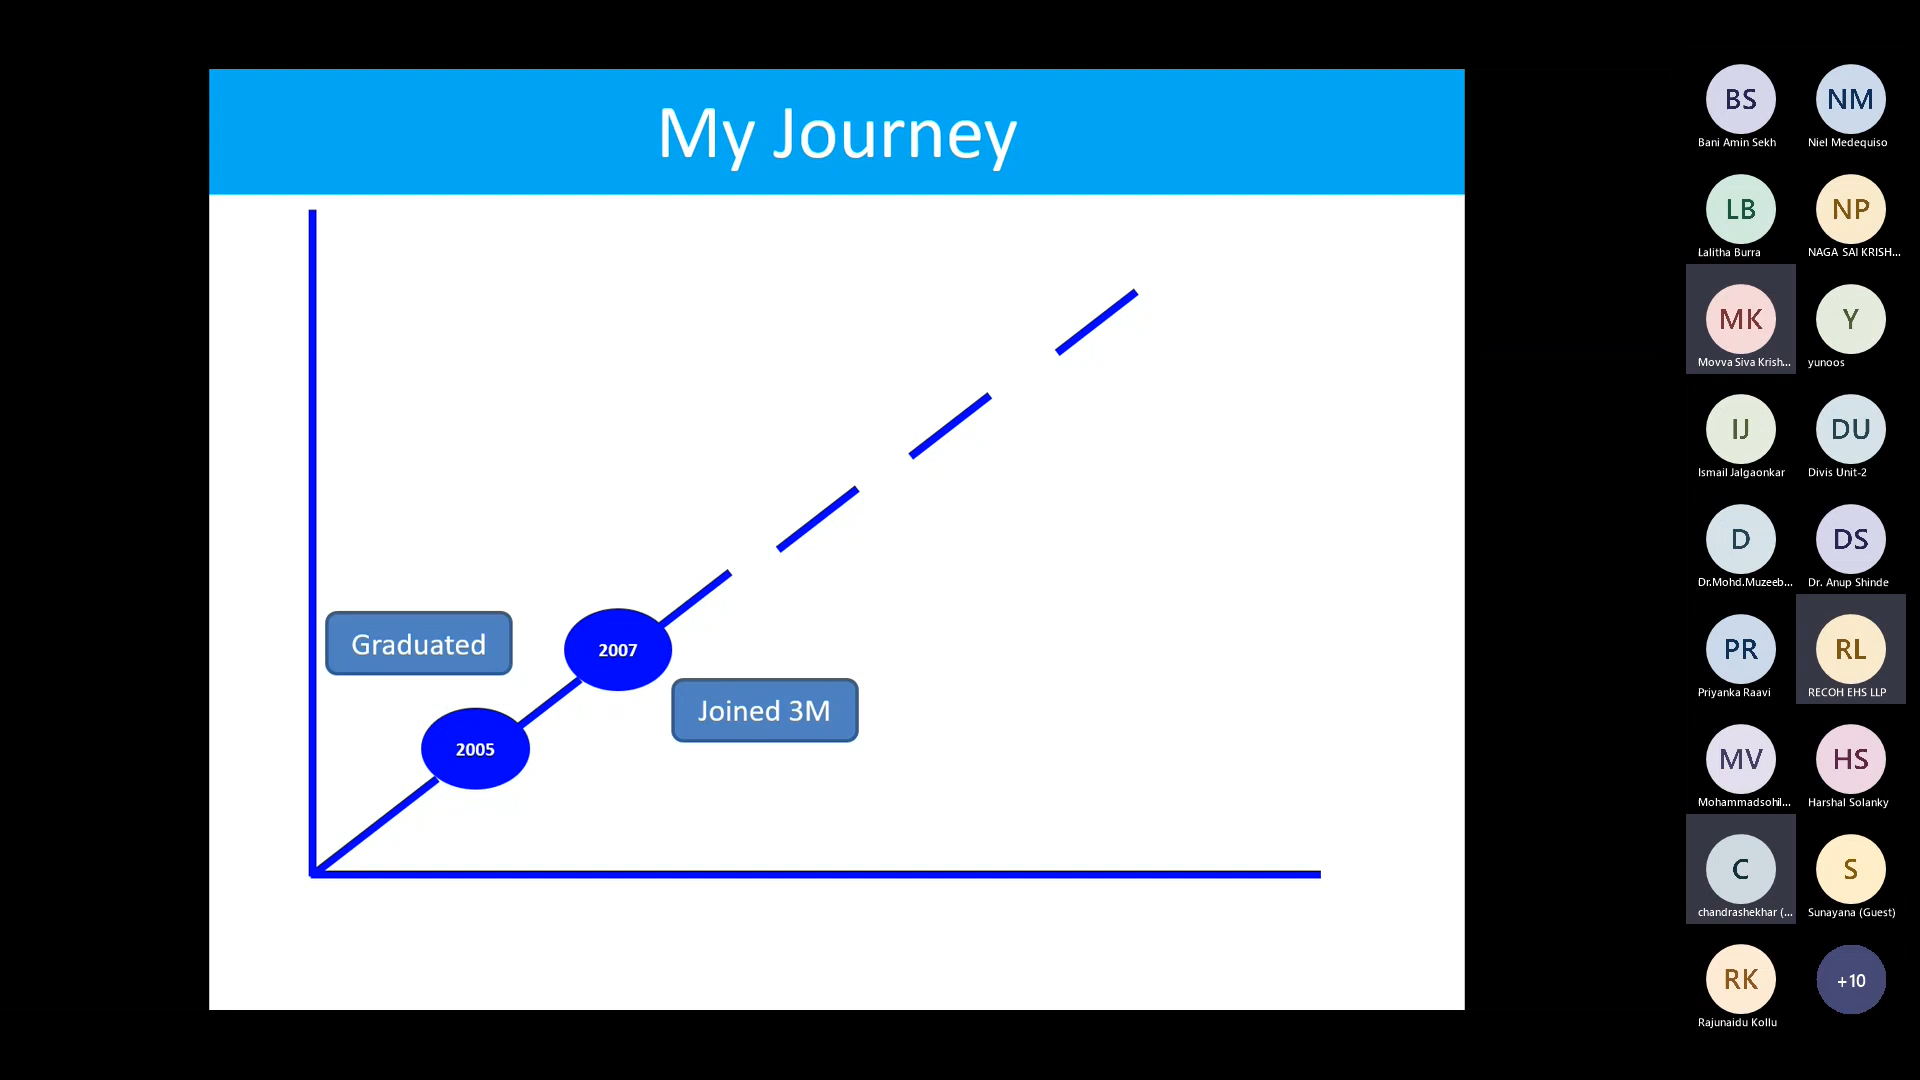 My Journey
Graduated
2007
Joined 3M
2005
BS
Bani Amin Sekh
NM
Niel Medequiso
LB
Lalitha Burra
NP
NAGA SAI KRISH...
MK
Movva Siva Krish...
Y
yunoos
IJ
Ismail Jalgaonkar
DU
Divis Unit-2
D
Dr.Mohd.Muzeeb...
DS
Dr. Anup Shinde
PR
Priyanka Raavi
RL
RECOH EHS LLP
MV
Mohammadsohil...
HS
Harshal Solanky
C
chandrashekhar (...
S
Sunayana (Guest)
RK
Rajunaidu Kollu
+10